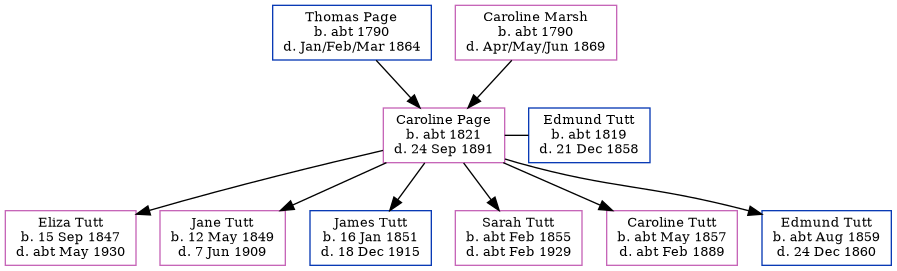 Thomas Page
b. abt 1790
d. Jan/Feb/Mar 1864
Caroline Marsh
b. abt 1790
d. Apr/May/Jun 1869
Caroline Page
b. abt 1821
d. 24 Sep 1891
Edmund Tutt
b. abt 1819
d. 21 Dec 1858
Eliza Tutt
b. 15 Sep 1847
d. abt May 1930
Jane Tutt
b. 12 May 1849
d. 7 Jun 1909
James Tutt
b. 16 Jan 1851
d. 18 Dec 1915
Sarah Tutt
b. abt Feb 1855
d. abt Feb 1929
Caroline Tutt
b. abt May 1857
d. abt Feb 1889
Edmund Tutt
b. abt Aug 1859
d. 24 Dec 1860